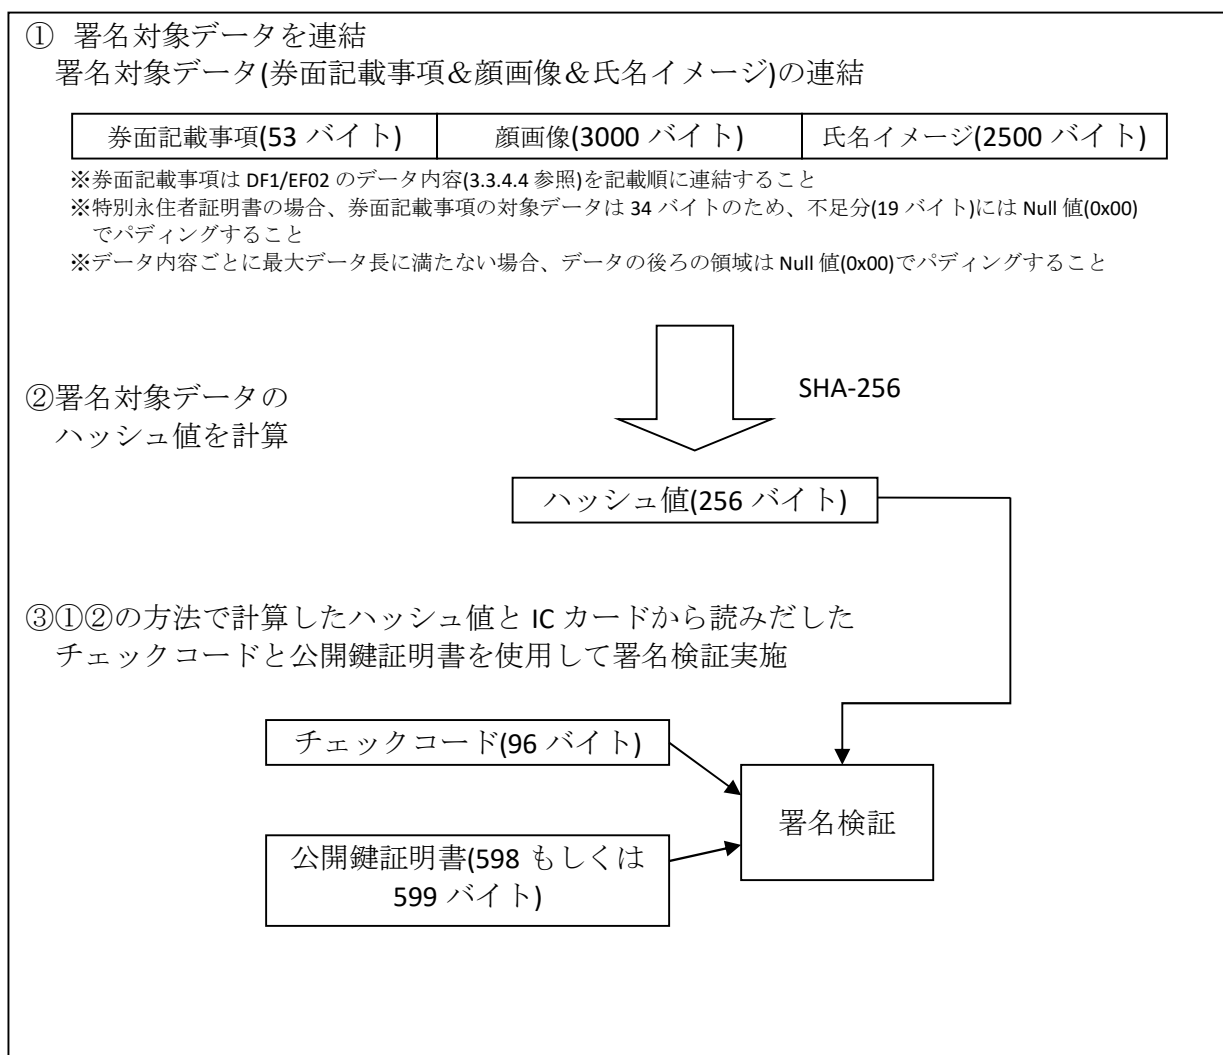 ① 署名対象データを連結
署名対象データ(券面記載事項&顔画像&氏名イメージ)の連結
券面記載事項(53 バイト)
顔画像(3000 バイト)
氏名イメージ(2500 バイト)
※券面記載事項は DF1/EF02 のデータ内容(3.3.4.4 参照)を記載順に連結すること
※特別永住者証明書の場合、券面記載事項の対象データは 34 バイトのため、不足分(19 バイト)には Null 値(0x00)
でパディングすること
※データ内容ごとに最大データ長に満たない場合、データの後ろの領域は Null 値(0x00)でパディングすること
SHA-256
②署名対象データの
ハッシュ値を計算
ハッシュ値(256 バイト)
③①②の方法で計算したハッシュ値と IC カードから読みだした
チェックコードと公開鍵証明書を使用して署名検証実施
チェックコード(96 バイト)
署名検証
公開鍵証明書(598 もしくは
599 バイト)